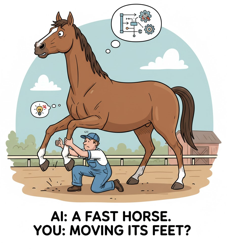 AI: A FAST HORSE.
YOU: MOVING ITS FEET?